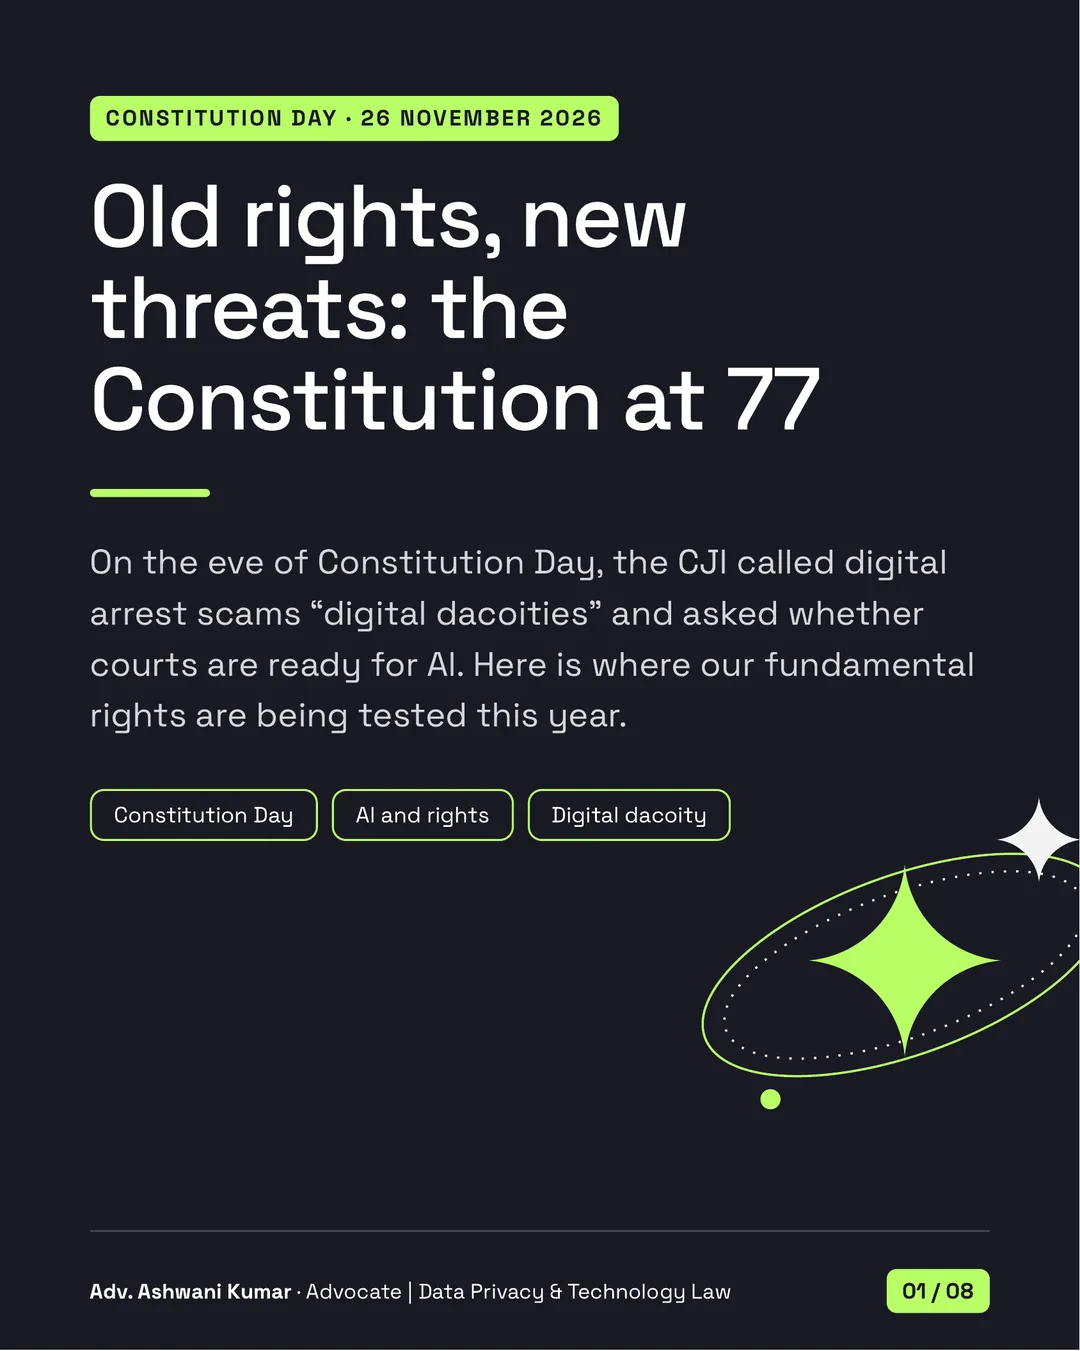 CONSTITUTION DAY · 26 NOVEMBER 2026
Old rights, new
threats: the
Constitution at 77
On the eve of Constitution Day, the CJI called digital
arrest scams “digital dacoities” and asked whether
courts are ready for AI. Here is where our fundamental
rights are being tested this year.
Constitution Day
AI and rights
Digital dacoity
Adv. Ashwani Kumar · Advocate | Data Privacy & Technology Law
01 / 08